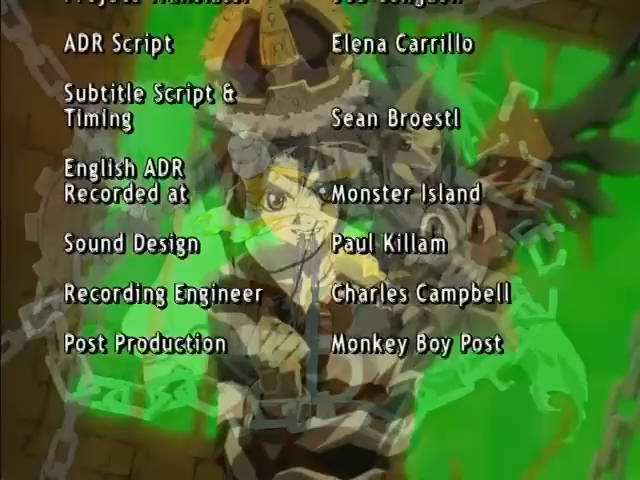 ADR Script Elena Carrillo
Subtitle Script &
Timing Sean Broestl
English ADR
Recorded at Monster Island
Sound Design Paul Killam
Recording Engineer Charles Campbell
Post Production Monkey Boy Post